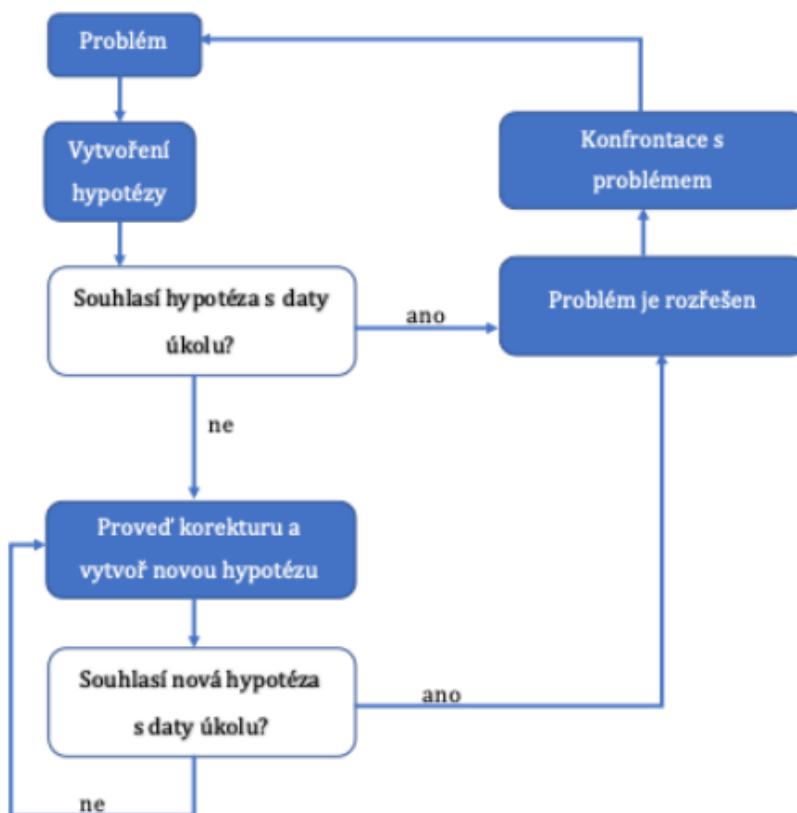 Problém
Vytvoření
hypotézy
Souhlasí hypotéza s daty
úkolu?
ano
ne
Proveď korekturu a
vytvoř novou hypotézu
Souhlasí nová hypotéza
s daty úkolu?
ano
ne
Problém je rozřešen
Konfrontace s
problémem